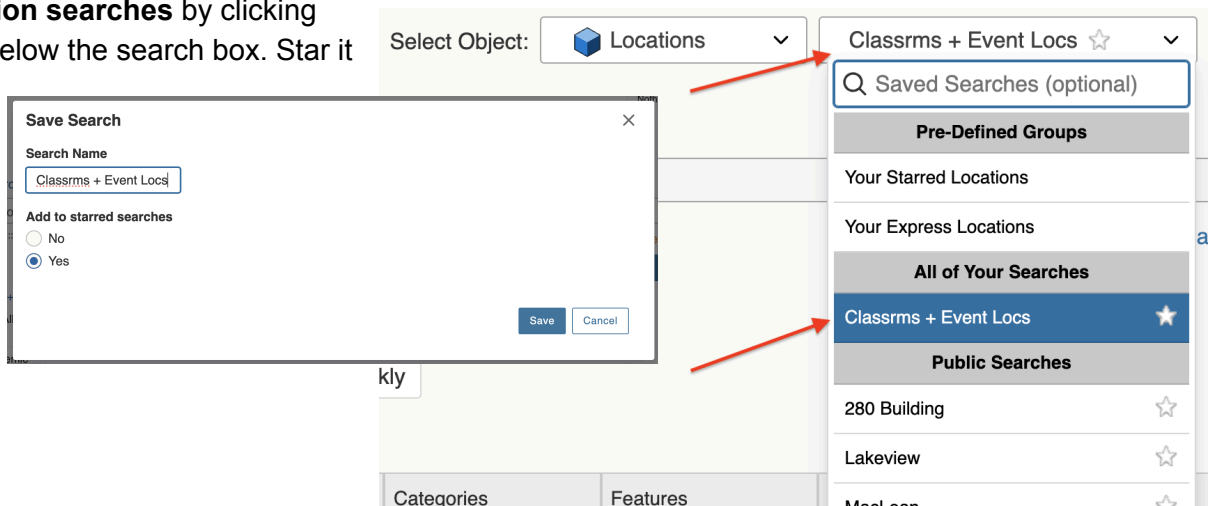 ion searches by clicking
elow the search box. Star it
Select Object:
Locations
Classrms + Event Locs
Saved Searches (optional)
Pre-Defined Groups
Your Starred Locations
Your Express Locations
All of Your Searches
Classrms + Event Locs
Public Searches
280 Building
Lakeview
MacLean
Save Search
Search Name
Classrms + Event Locs
Add to starred searches
No
Yes
Save
Cancel
kly
Categories
Features